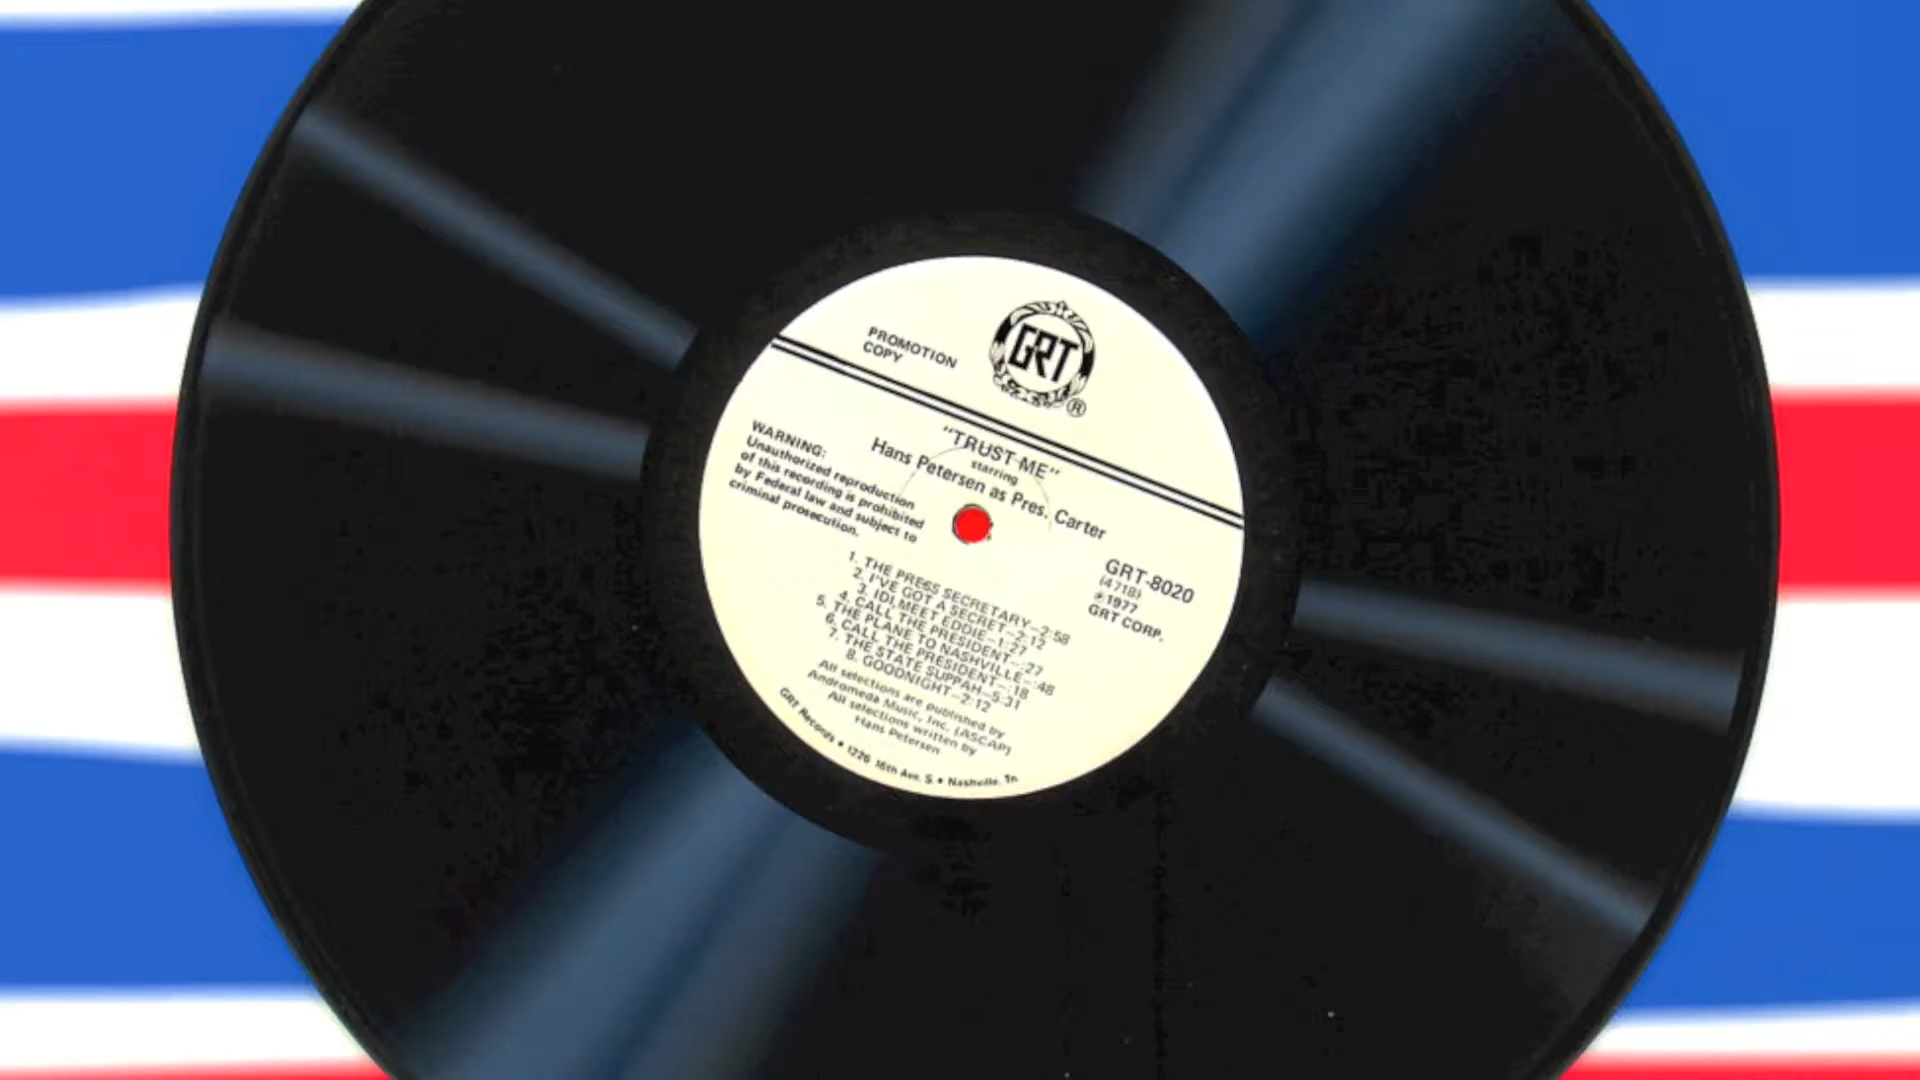 PROMOTION
COPY
GRT
®
"TRUST ME"
starring
Hans Petersen as Pres. Carter
WARNING:
Unauthorized reproduction
of this recording is prohibited
by Federal law and subject to
criminal prosecution.
GRT-8020
(4718)
℗1977
GRT CORP.
1. THE PRESS SECRETARY—2:58
2. I'VE GOT A SECRET—2:12
3. IDI MEET EDDIE—1:27
4. CALL THE PRESIDENT—:27
5. THE PLANE TO NASHVILLE—:48
6. CALL THE PRESIDENT—:18
7. THE STATE SUPPAH—5:31
8. GOODNIGHT—2:12
All selections are published by
Andromeda Music, Inc. (ASCAP)
All selections written by
Hans Petersen
GRT Records • 1226 16th Ave. S. • Nashville, Tn